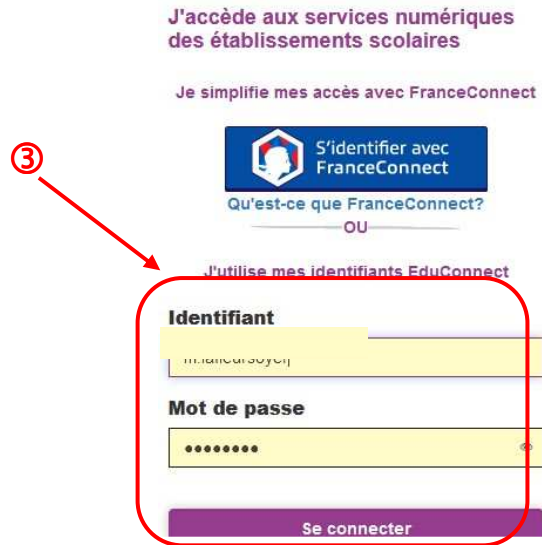 J'accède aux services numériques
des établissements scolaires
Je simplifie mes accès avec FranceConnect
③
S'identifier avec
FranceConnect
Qu'est-ce que FranceConnect?
OU
J'utilise mes identifiants EduConnect
Identifiant
Mot de passe
••••••••
Se connecter